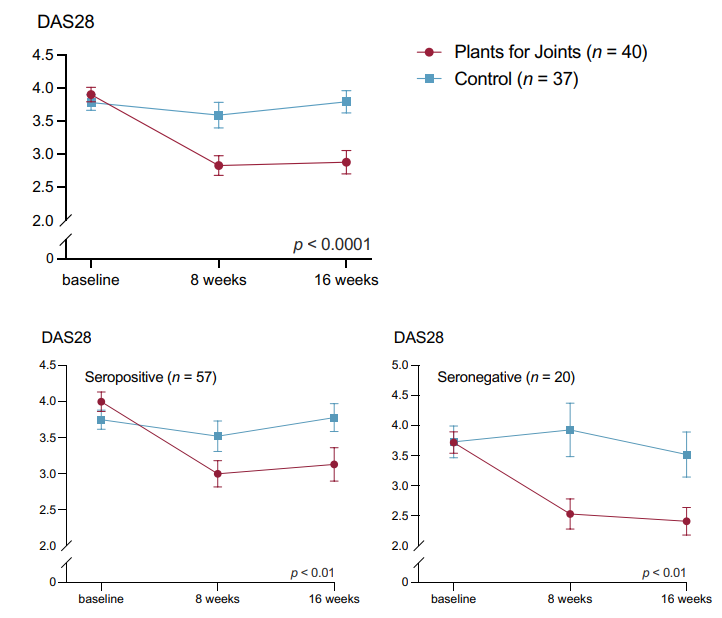 DAS28
Plants for Joints (n = 40)
Control (n = 37)
4.5
4.0
3.5
3.0
2.5
2.0
0
p < 0.0001
baseline 8 weeks 16 weeks
DAS28
Seropositive (n = 57)
4.5
4.0
3.5
3.0
2.5
2.0
0
p < 0.01
baseline 8 weeks 16 weeks
DAS28
Seronegative (n = 20)
5.0
4.5
4.0
3.5
3.0
2.5
2.0
0
p < 0.01
baseline 8 weeks 16 weeks